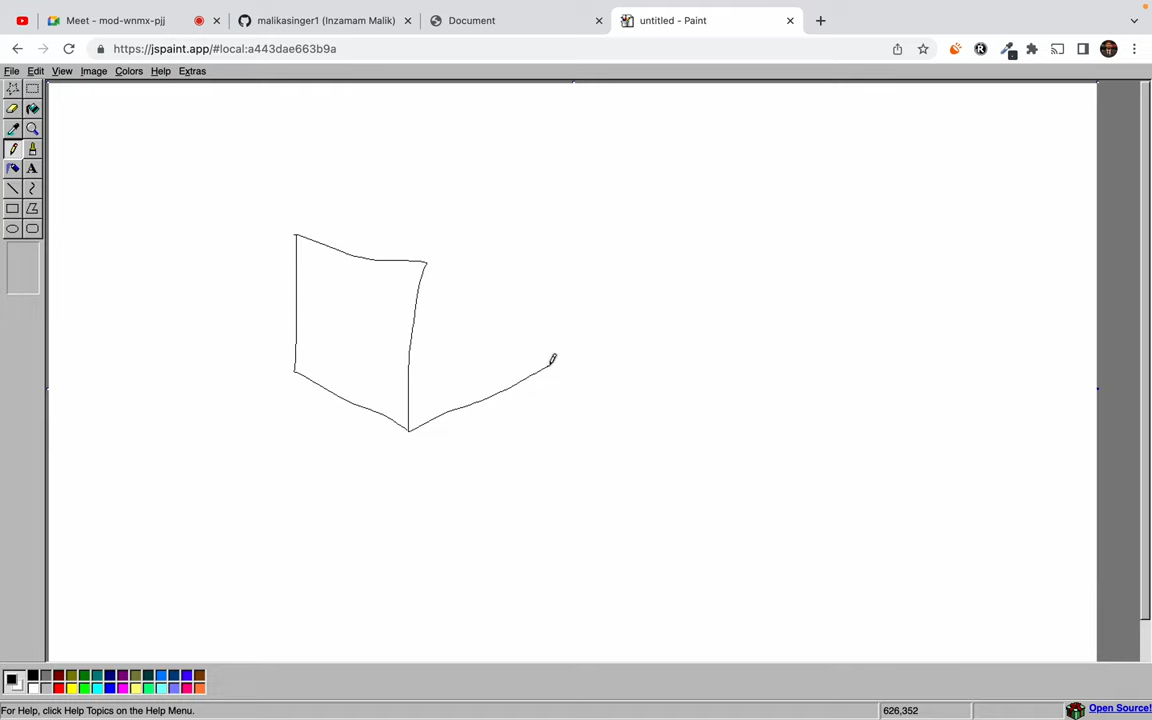 Meet - mod-wnmx-pjj
malikasinger1 (Inzamam Malik)
Document
untitled - Paint
https://jspaint.app/#local:a443dae663b9a
File Edit View Image Colors Help Extras
A
For Help, click Help Topics on the Help Menu.
626,352
Open Source!